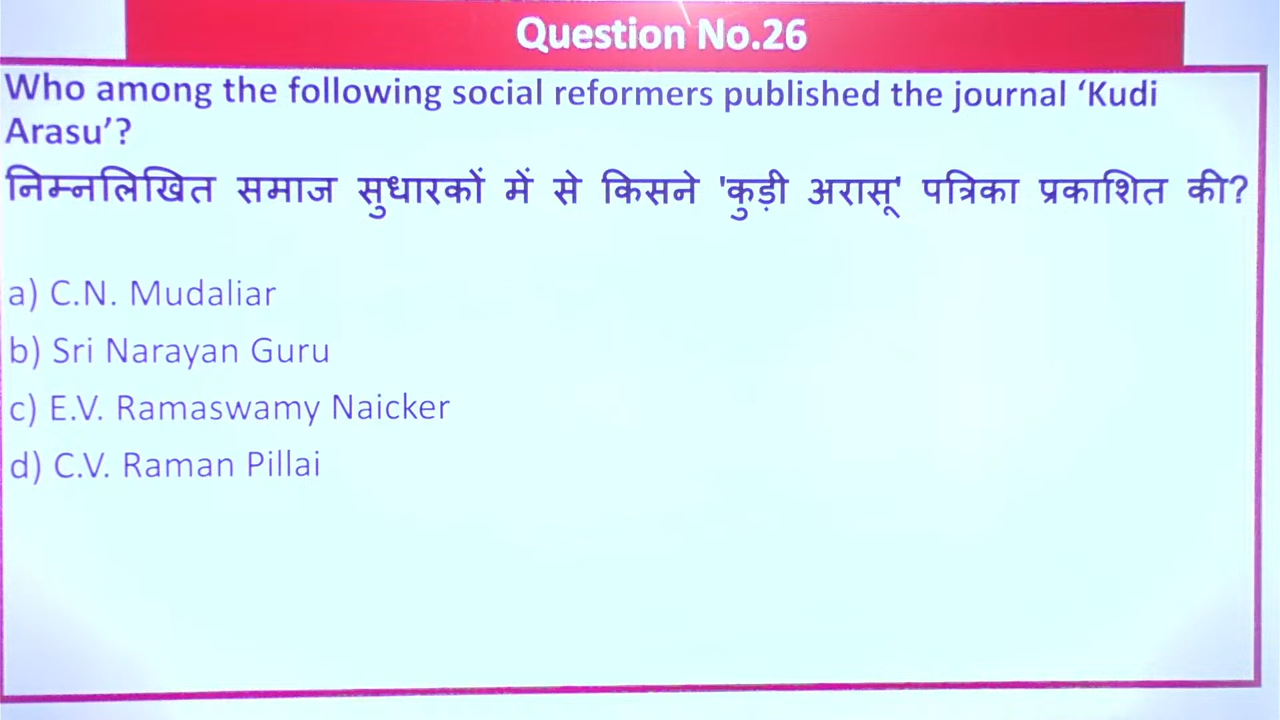 Question No.26
Who among the following social reformers published the journal ‘Kudi
Arasu’?
निम्नलिखित समाज सुधारकों में से किसने 'कुड़ी अरासू' पत्रिका प्रकाशित की?
a) C.N. Mudaliar
b) Sri Narayan Guru
c) E.V. Ramaswamy Naicker
d) C.V. Raman Pillai